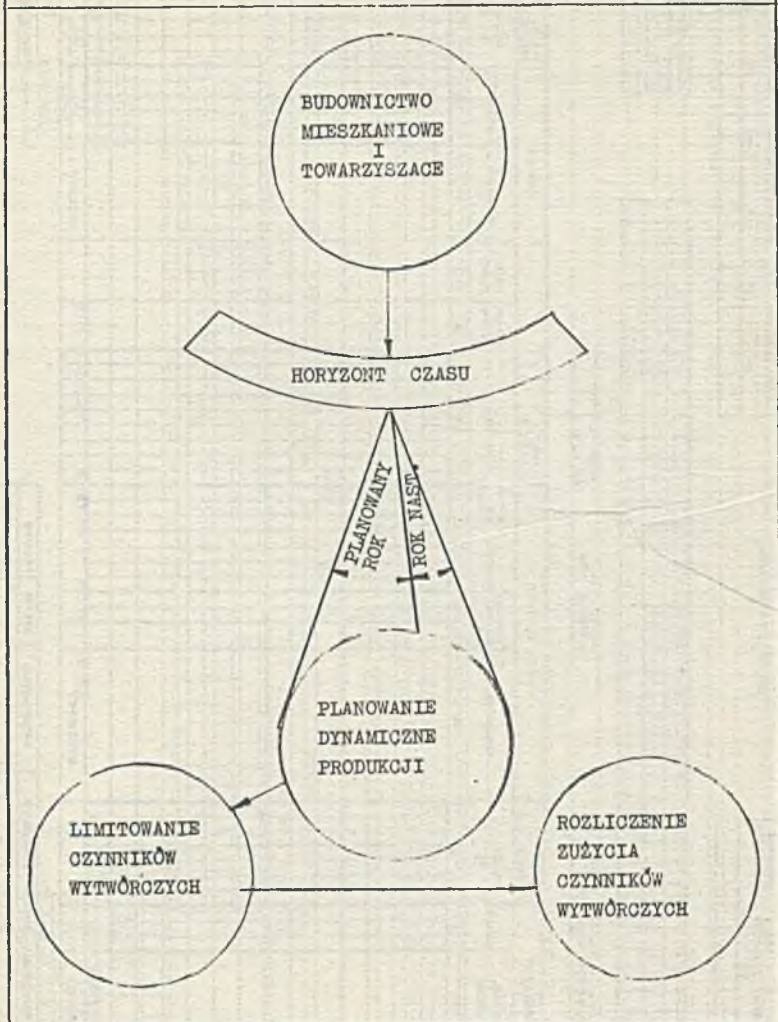 BUDOWNICTWO
MIESZKANIOWE
I
TOWARZYSZACE
HORYZONT CZASU
PLANOWANY
ROK
ROK NAST.
PLANOWANIE
DYNAMICZNE
PRODUKCJI
LIMITOWANIE
CZYNNIKÓW
WYTWÓRCZYCH
ROZLICZENIE
ZUŻYCIA
CZYNNIKÓW
WYTWÓRCZYCH